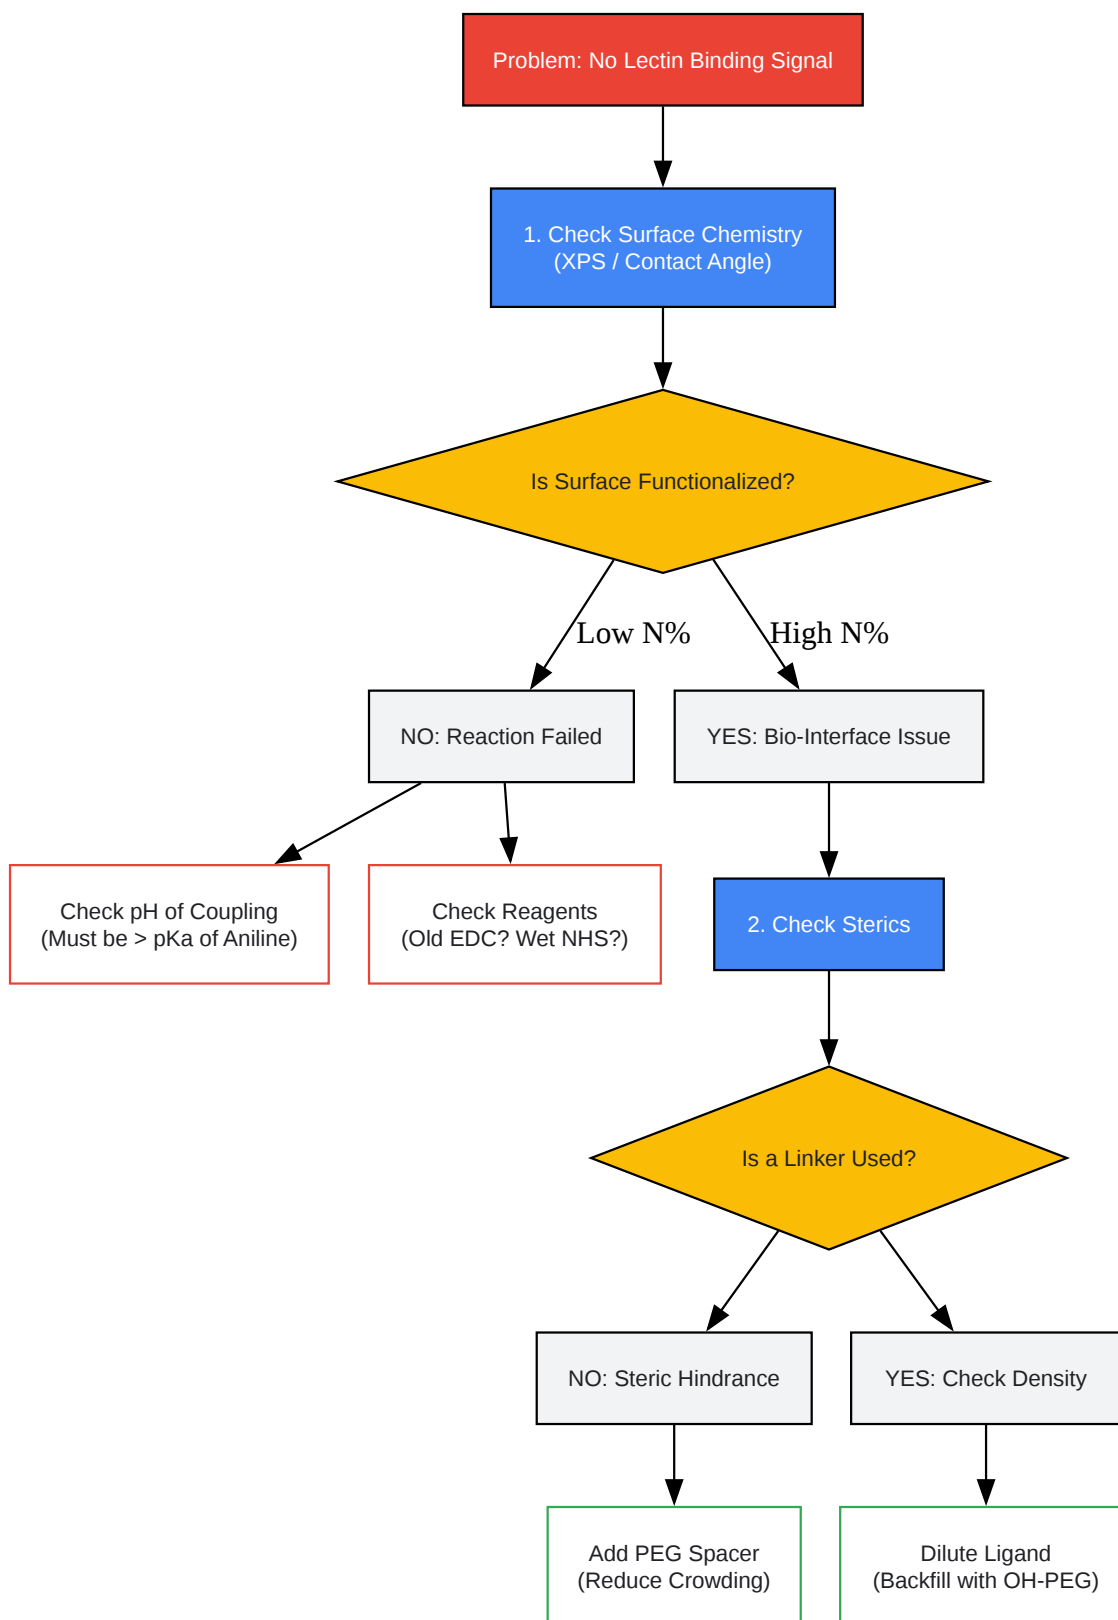 Problem: No Lectin Binding Signal
1. Check Surface Chemistry
(XPS / Contact Angle)
Is Surface Functionalized?
Low N%
High N%
NO: Reaction Failed
YES: Bio-Interface Issue
Check pH of Coupling
(Must be > pKa of Aniline)
Check Reagents
(Old EDC? Wet NHS?)
2. Check Sterics
Is a Linker Used?
NO: Steric Hindrance
YES: Check Density
Add PEG Spacer
(Reduce Crowding)
Dilute Ligand
(Backfill with OH-PEG)